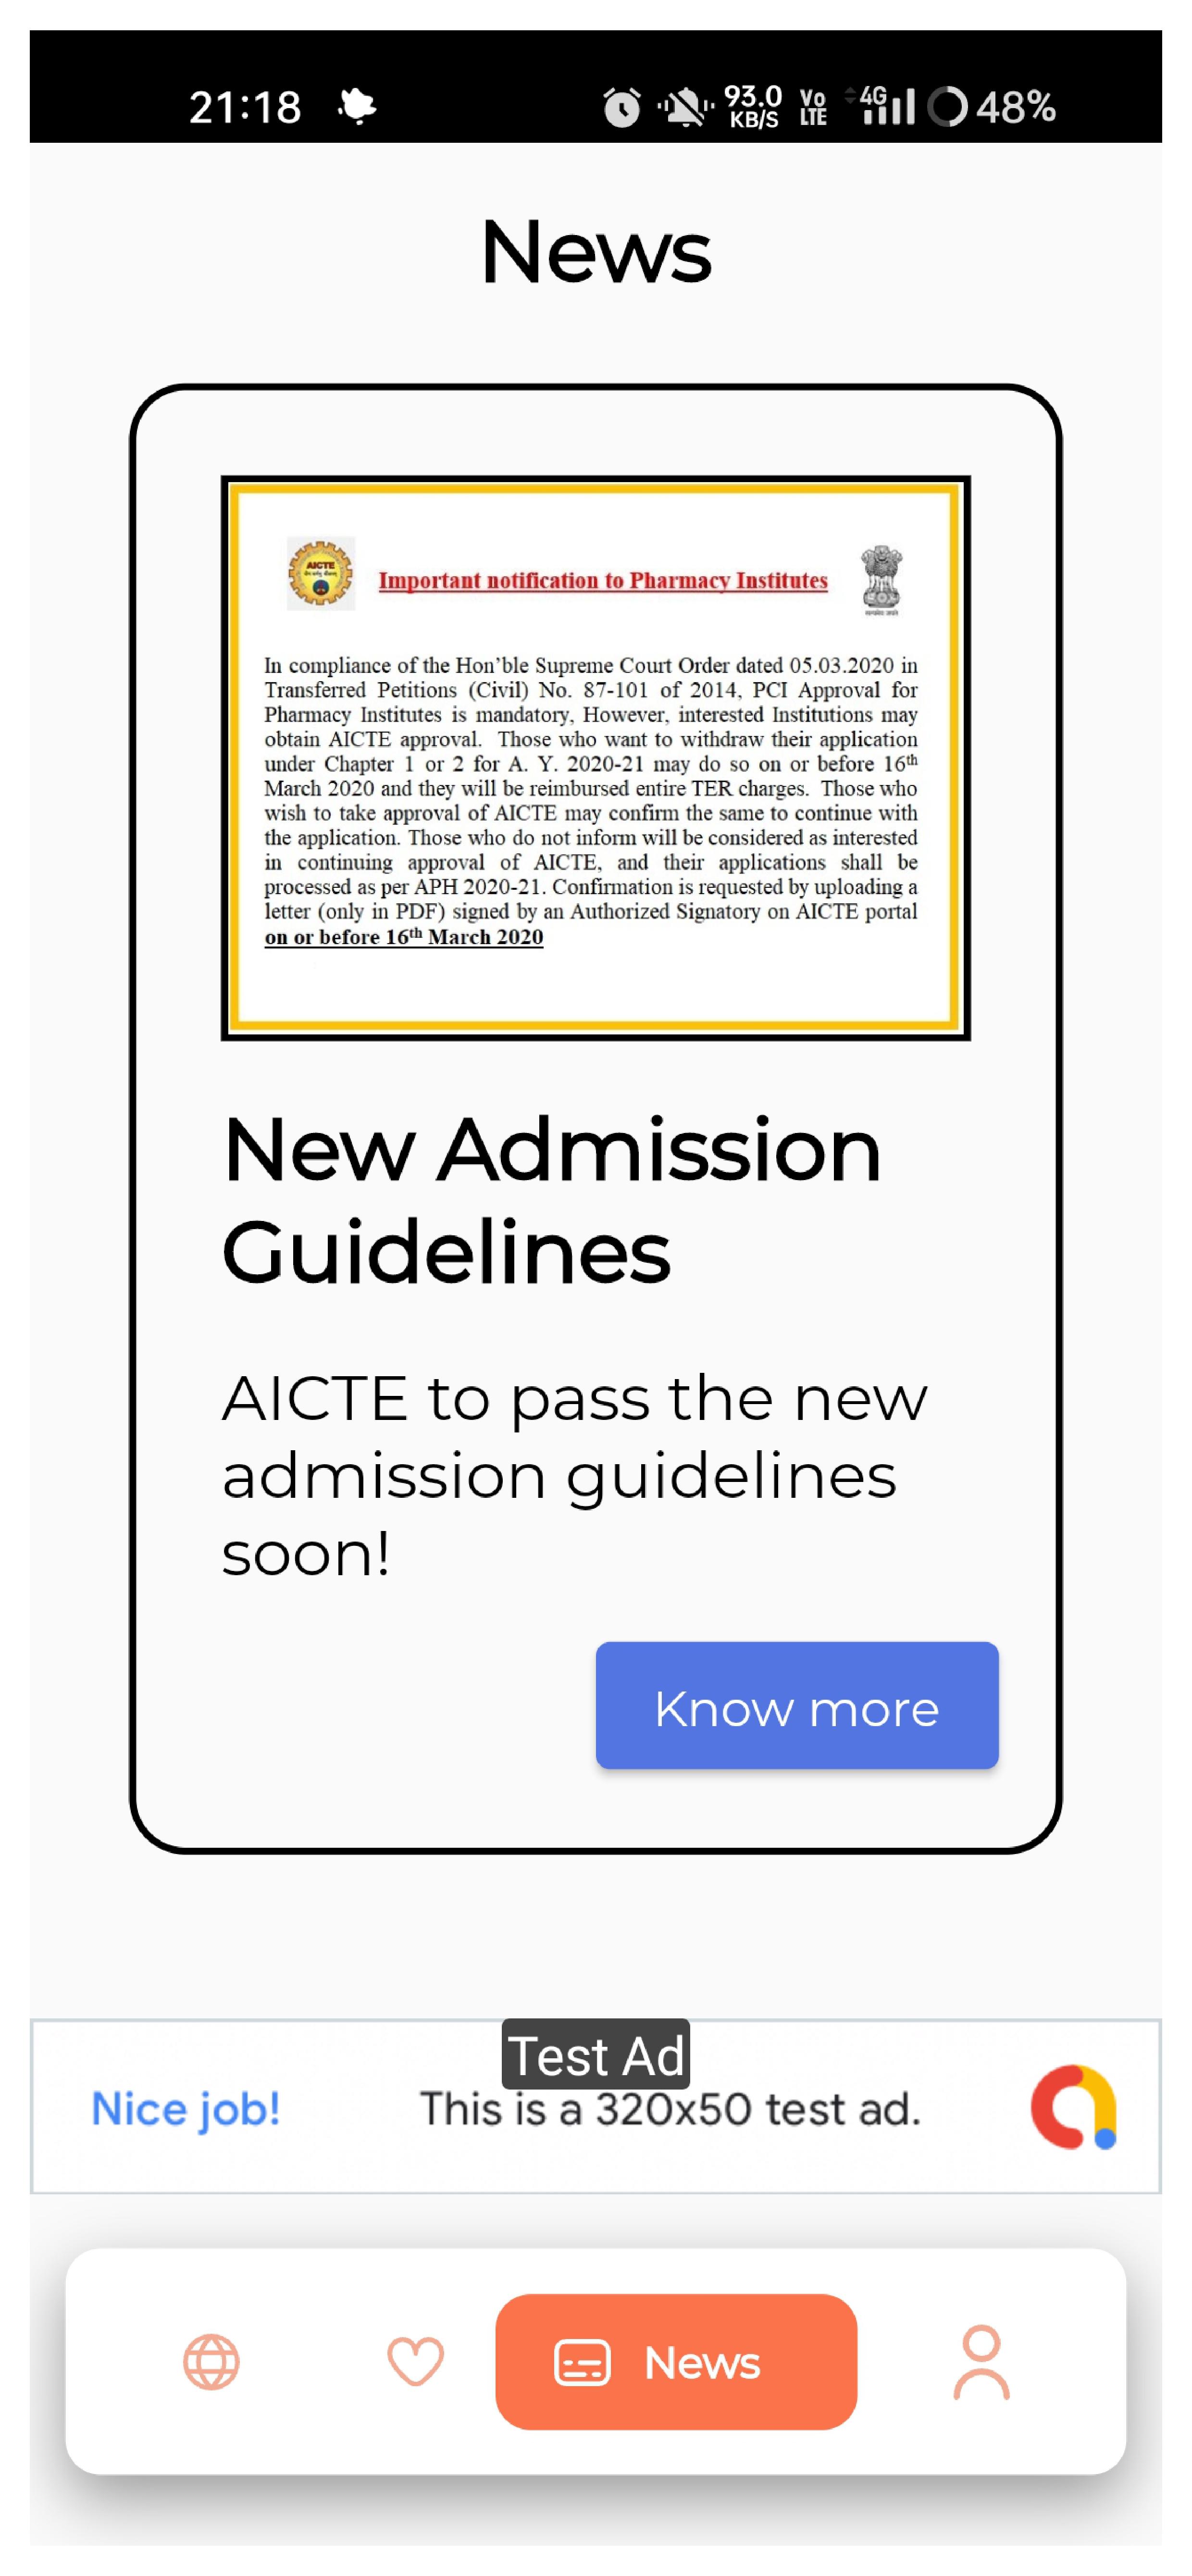 21:18
93.0
KB/S
Vo
LTE
4G
48%
News
AICTE
Important notification to Pharmacy Institutes
In compliance of the Hon'ble Supreme Court Order dated 05.03.2020 in
Transferred Petitions (Civil) No. 87-101 of 2014, PCI Approval for
Pharmacy Institutes is mandatory, However, interested Institutions may
obtain AICTE approval. Those who want to withdraw their application
under Chapter 1 or 2 for A. Y. 2020-21 may do so on or before 16th
March 2020 and they will be reimbursed entire TER charges. Those who
wish to take approval of AICTE may confirm the same to continue with
the application. Those who do not inform will be considered as interested
in continuing approval of AICTE, and their applications shall be
processed as per APH 2020-21. Confirmation is requested by uploading a
letter (only in PDF) signed by an Authorized Signatory on AICTE portal
on or before 16th March 2020
New Admission
Guidelines
AICTE to pass the new
admission guidelines
soon!
Know more
Test Ad
Nice job!
This is a 320x50 test ad.
News